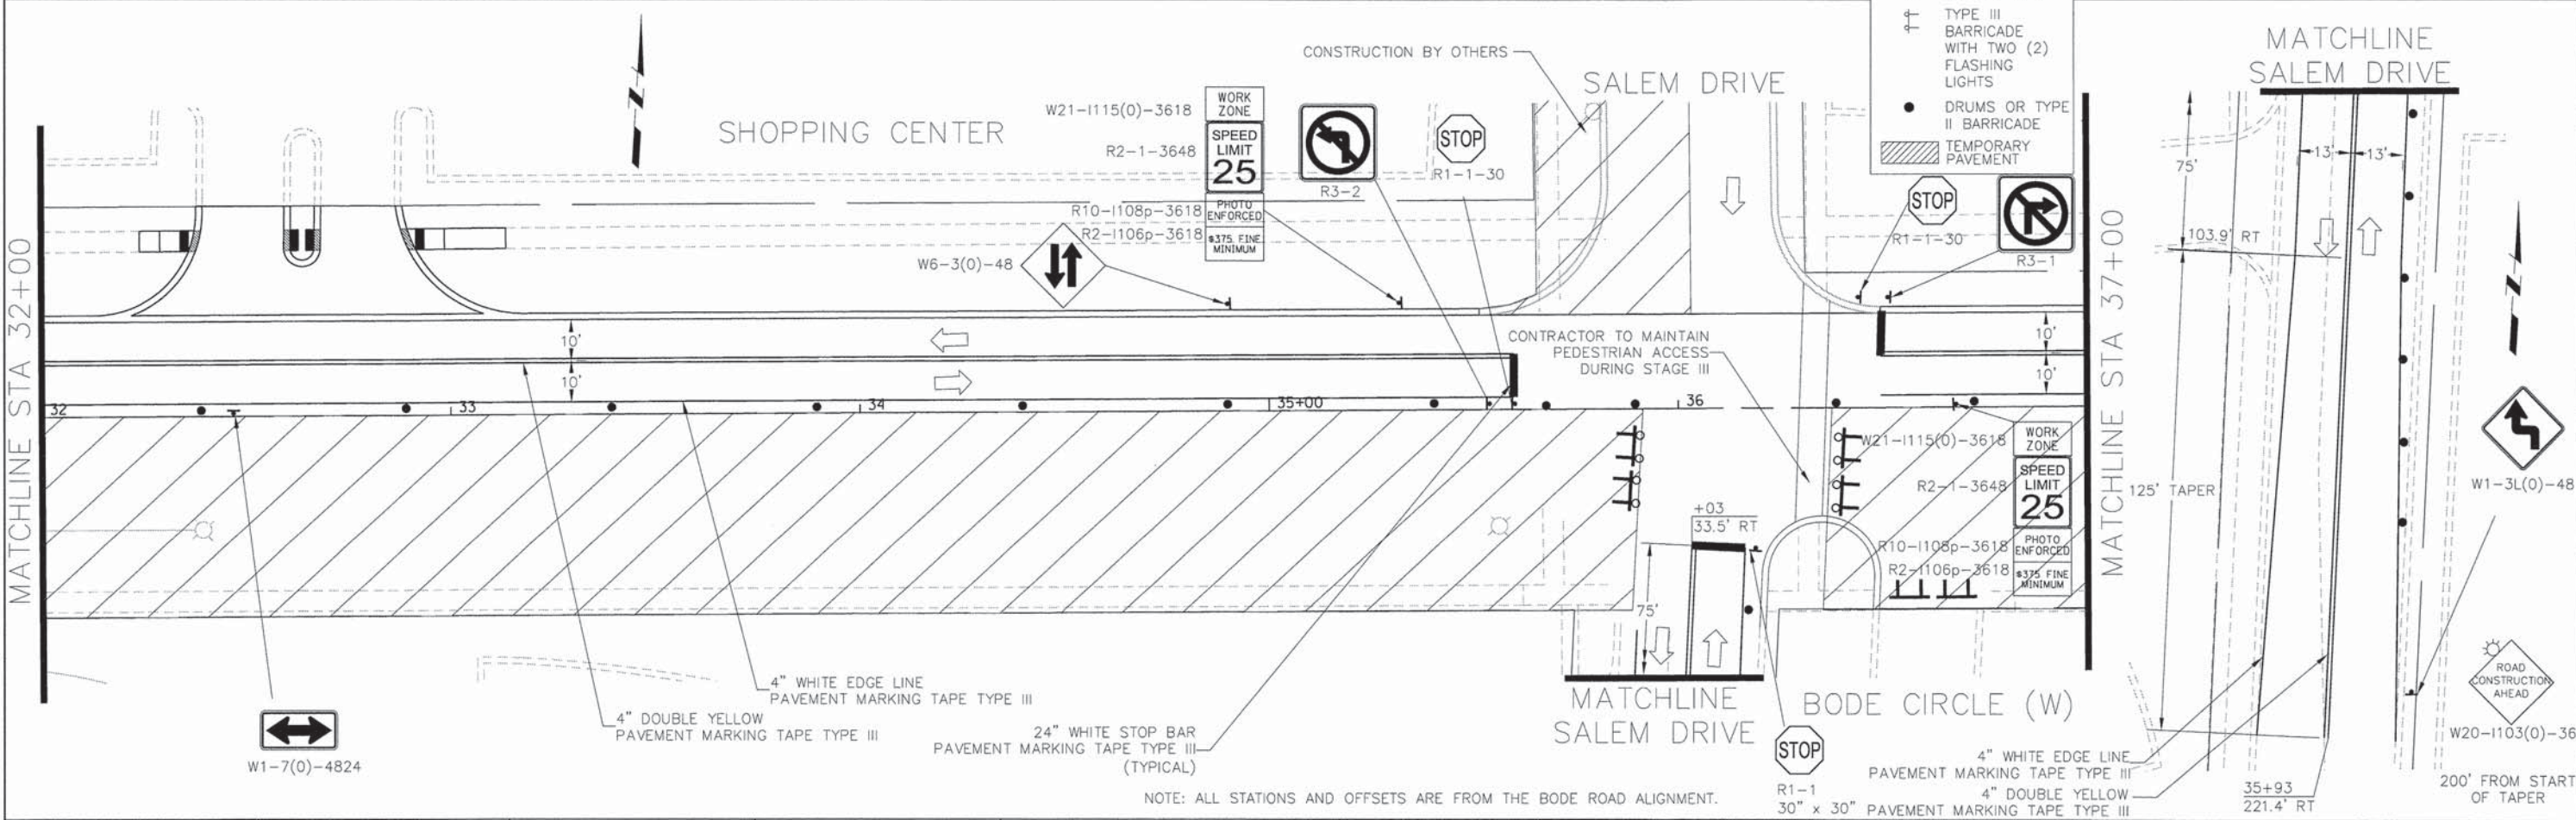 TYPE III
BARRICADE
WITH TWO (2)
FLASHING
LIGHTS
DRUMS OR TYPE
II BARRICADE
TEMPORARY
PAVEMENT
MATCHLINE
SALEM DRIVE
CONSTRUCTION BY OTHERS
SALEM DRIVE
SHOPPING CENTER
W21-I115(O)-3618
WORK
ZONE
R2-1-3648
SPEED
LIMIT
25
R10-I108p-3618
PHOTO
ENFORCED
R2-I106p-3618
$375 FINE
MINIMUM
R3-2
STOP
R1-1-30
STOP
R1-1-30
R3-1
W6-3(O)-48
MATCHLINE STA 32+00
10'
10'
32
33
34
35+00
36
CONTRACTOR TO MAINTAIN
PEDESTRIAN ACCESS
DURING STAGE III
10'
10'
MATCHLINE STA 37+00
W21-I115(O)-3618
WORK
ZONE
R2-1-3648
SPEED
LIMIT
25
R10-I108p-3618
PHOTO
ENFORCED
R2-I106p-3618
$375 FINE
MINIMUM
+03
33.5' RT
75'
MATCHLINE
SALEM DRIVE
BODE CIRCLE (W)
STOP
R1-1
30" x 30"
W1-7(O)-4824
4" DOUBLE YELLOW
PAVEMENT MARKING TAPE TYPE III
4" WHITE EDGE LINE
PAVEMENT MARKING TAPE TYPE III
24" WHITE STOP BAR
PAVEMENT MARKING TAPE TYPE III
(TYPICAL)
NOTE: ALL STATIONS AND OFFSETS ARE FROM THE BODE ROAD ALIGNMENT.
4" WHITE EDGE LINE
PAVEMENT MARKING TAPE TYPE III
4" DOUBLE YELLOW
PAVEMENT MARKING TAPE TYPE III
75'
13'
13'
103.9' RT
125' TAPER
35+93
221.4' RT
W1-3L(O)-48
ROAD
CONSTRUCTION
AHEAD
W20-I103(O)-36
200' FROM START
OF TAPER